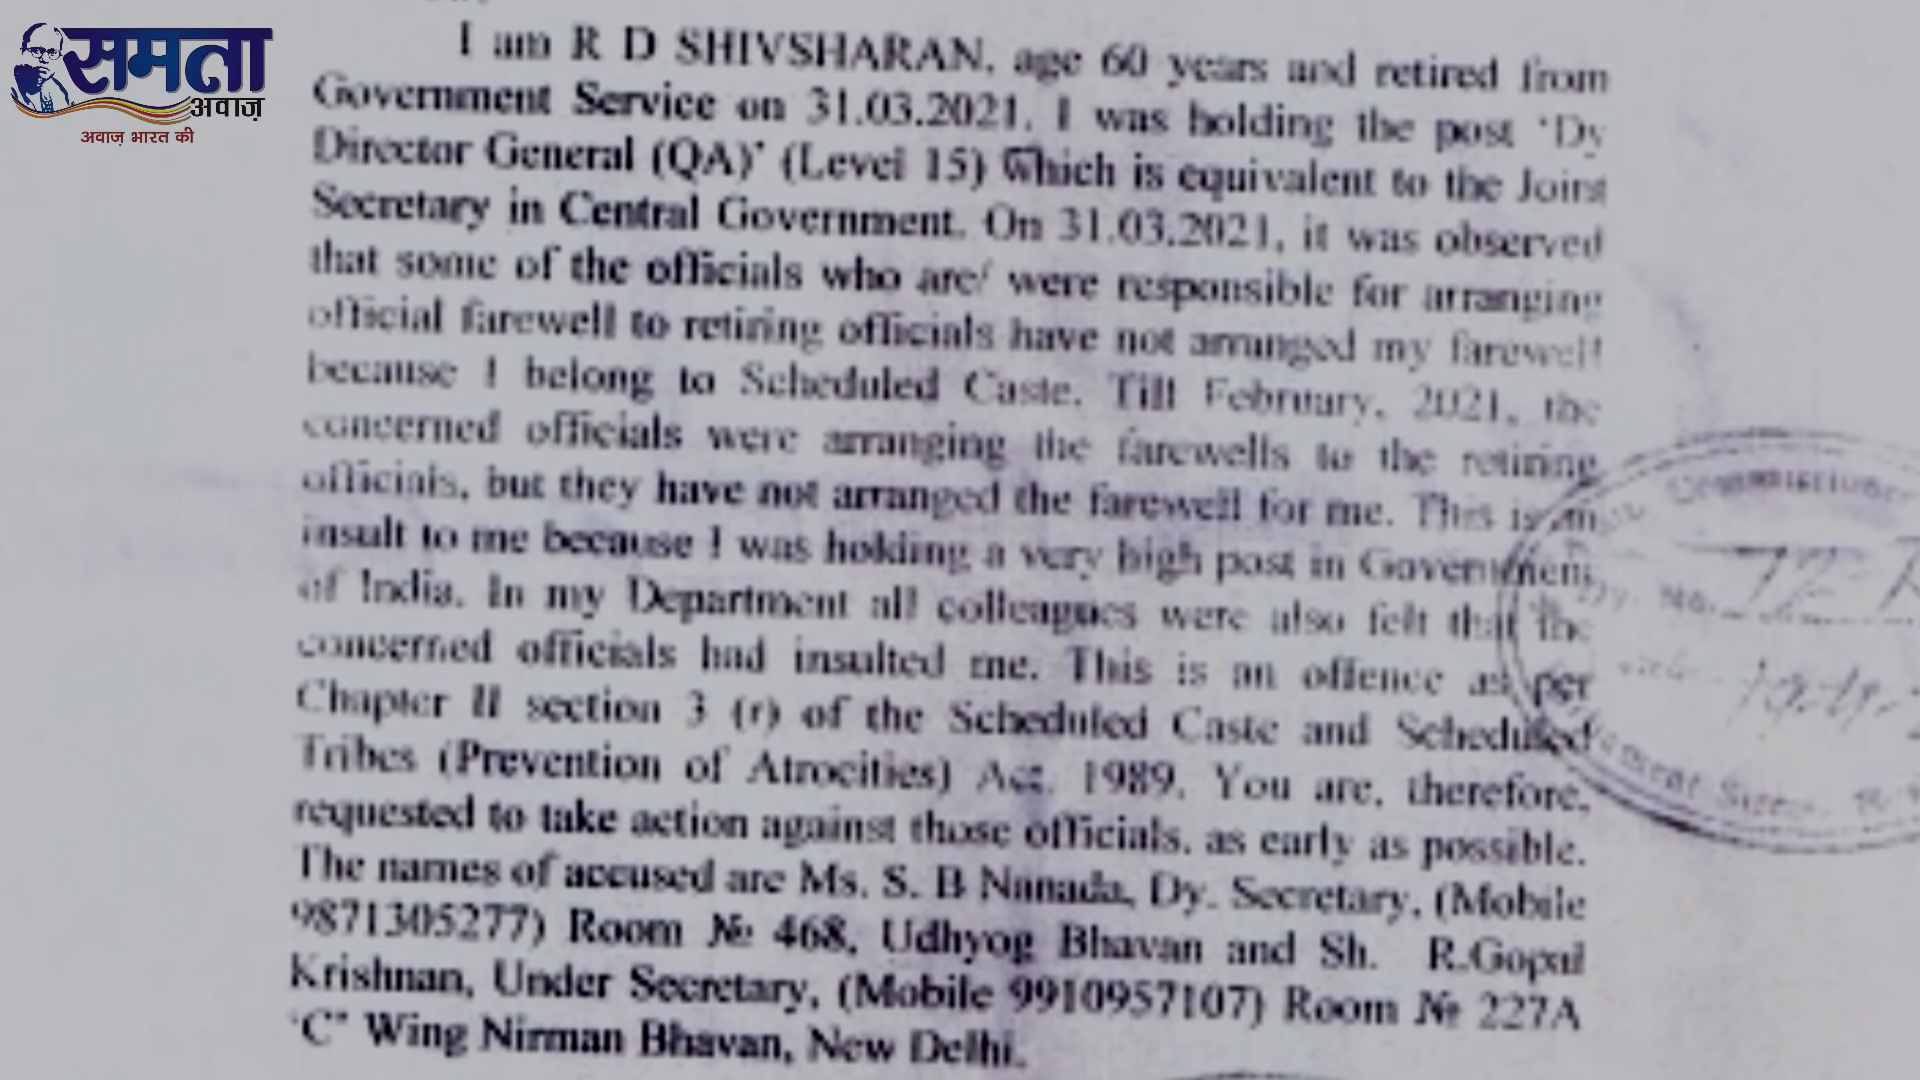 समता
अवाज़
अवाज़ भारत की
I am R D SHIVSHARAN, age 60 years and retired from
Government Service on 31.03.2021. I was holding the post 'Dy
Director General (QA)' (Level 15) Which is equivalent to the Joint
Secretary in Central Government. On 31.03.2021, it was observed
that some of the officials who are/ were responsible for arranging
official farewell to retiring officials have not arranged my farewell
because I belong to Scheduled Caste. Till February, 2021, the
concerned officials were arranging the farewells to the retiring
officials, but they have not arranged the farewell for me. This is an
insult to me because I was holding a very high post in Government
of India. In my Department all colleagues were also felt that the
concerned officials had insulted me. This is an offence as per
Chapter II section 3 (r) of the Scheduled Caste and Scheduled
Tribes (Prevention of Atrocities) Act, 1989. You are, therefore,
requested to take action against those officials, as early as possible.
The names of accused are Ms. S. B Nanada, Dy. Secretary, (Mobile
9871305277) Room № 468, Udhyog Bhavan and Sh. R.Gopal
Krishnan, Under Secretary, (Mobile 9910957107) Room № 227A
'C" Wing Nirman Bhavan, New Delhi.
Commissioner
Dy. No.
Street